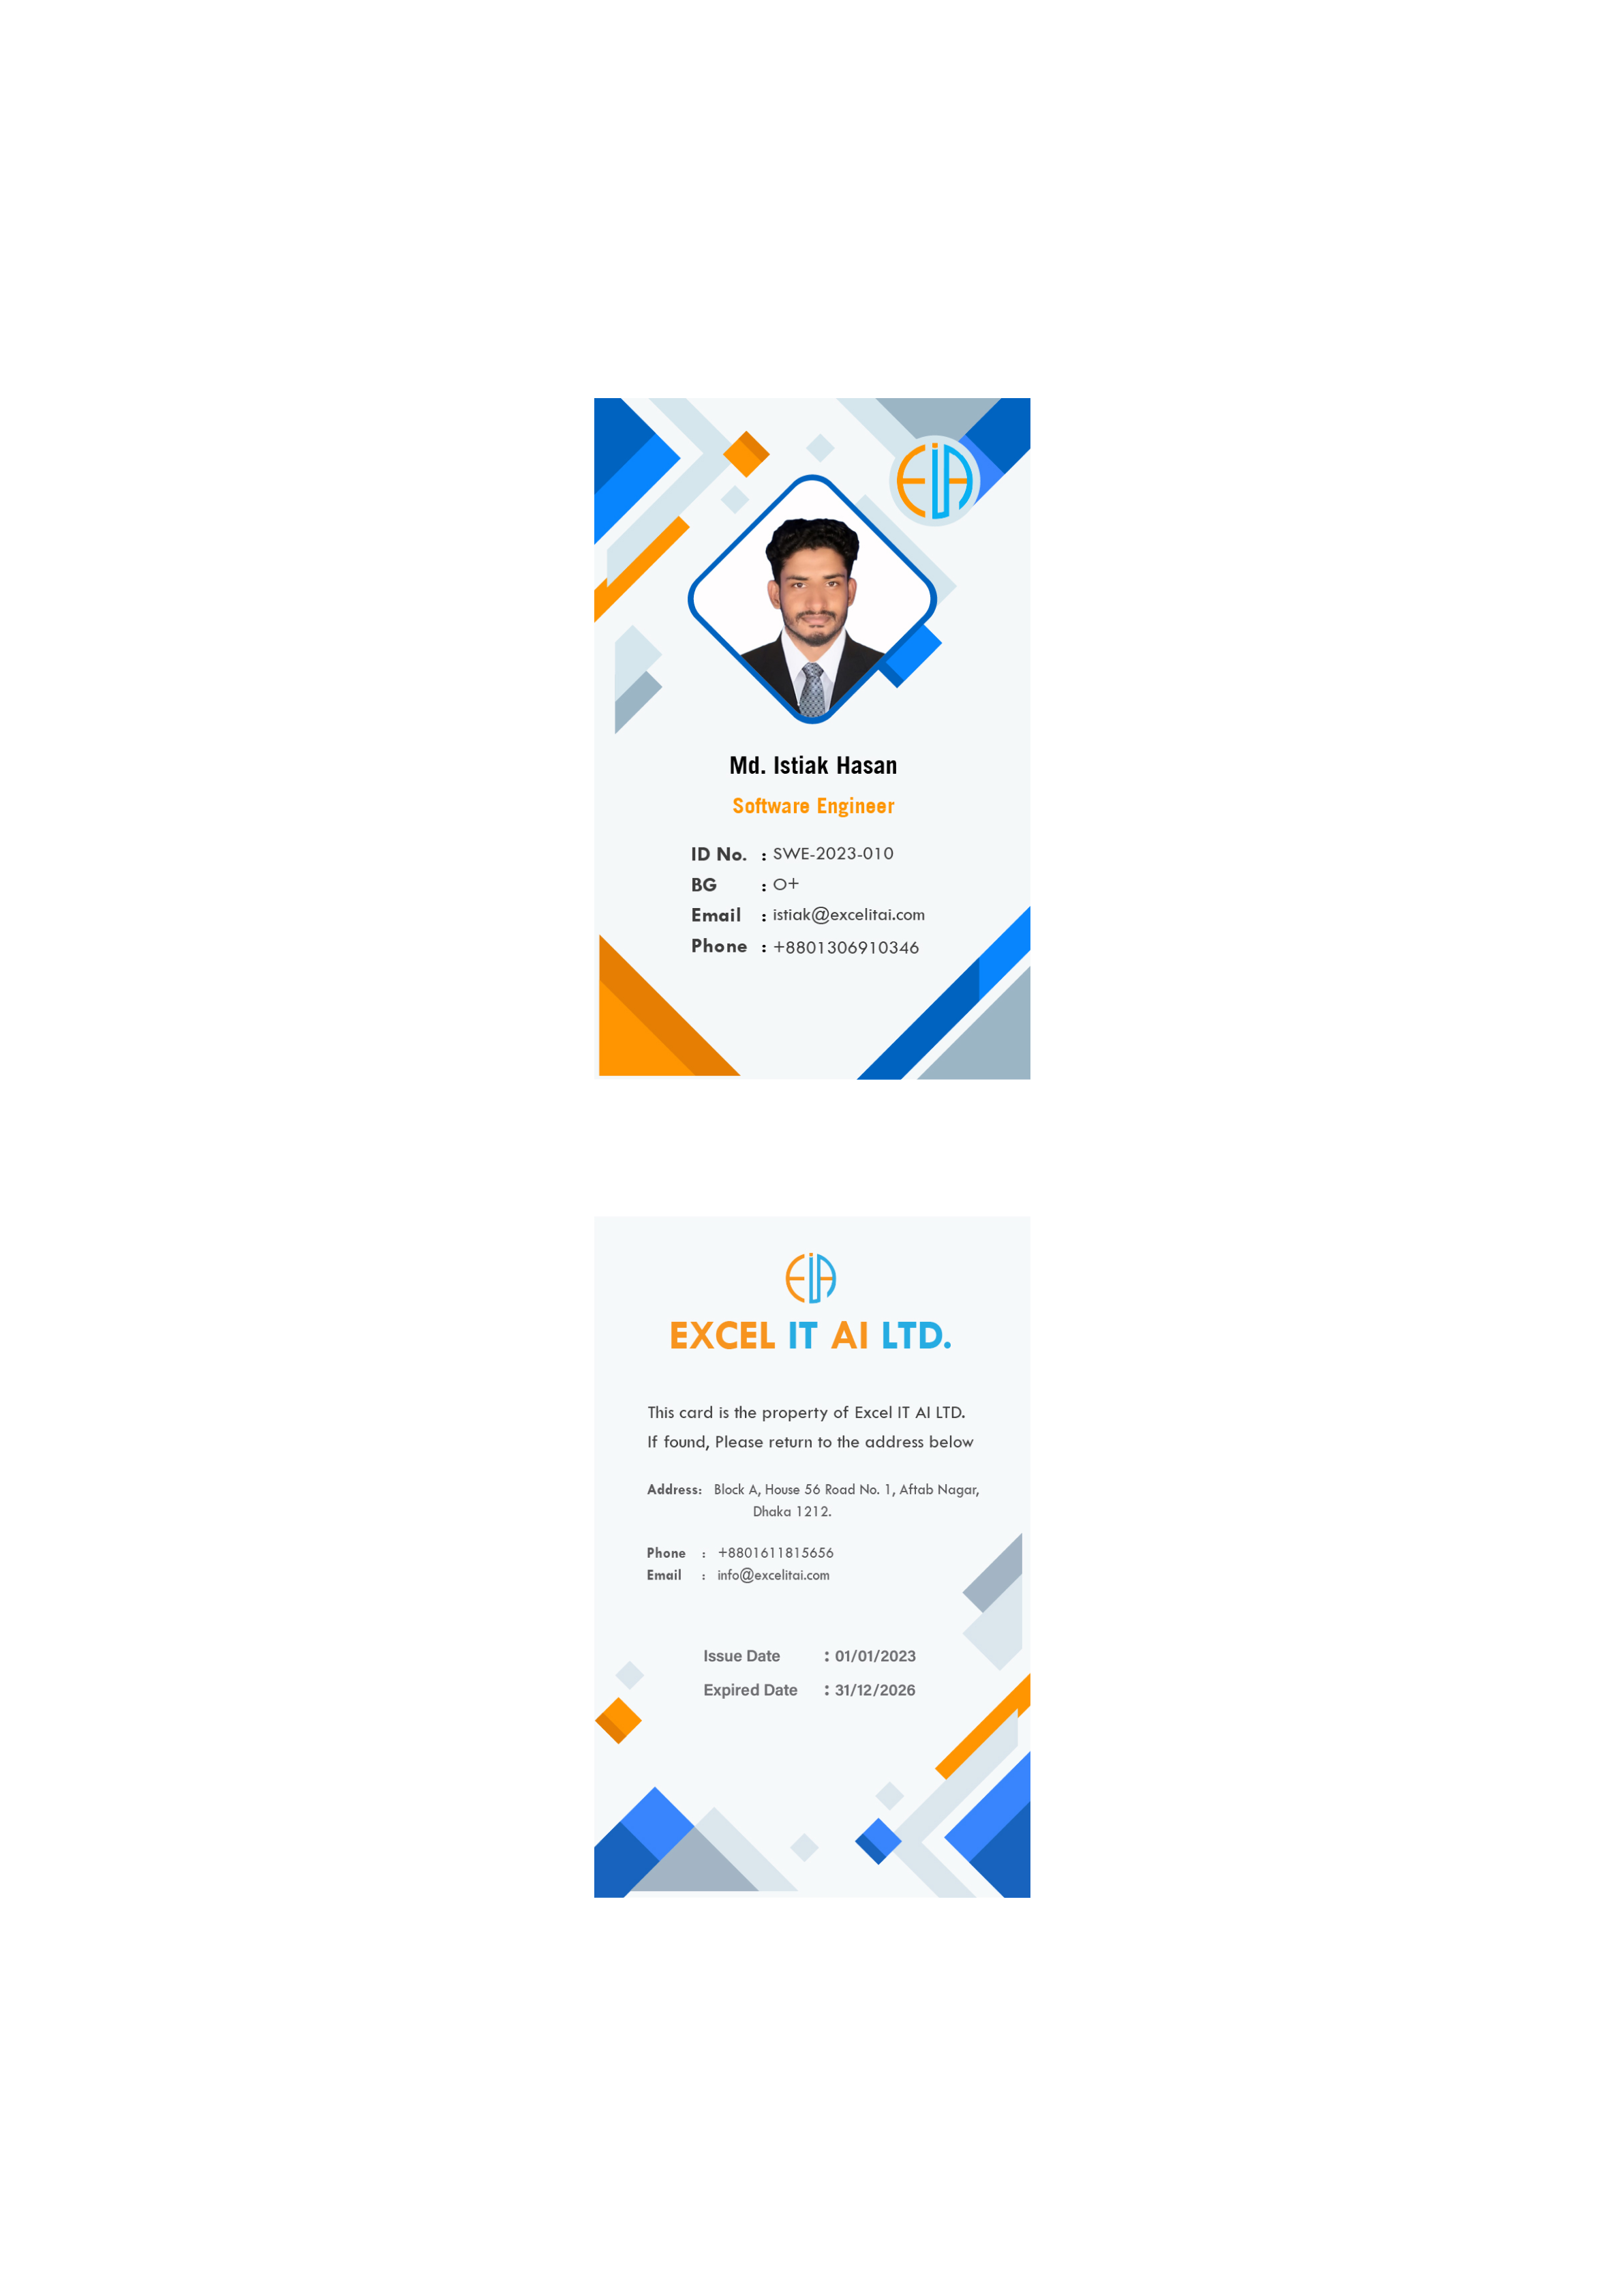 EiA
Md. Istiak Hasan
Software Engineer
ID No. : SWE-2023-010
BG : O+
Email : istiak@excelitai.com
Phone : +8801306910346
EiA
EXCEL IT AI LTD.
This card is the property of Excel IT AI LTD.
If found, Please return to the address below
Address: Block A, House 56 Road No. 1, Aftab Nagar,
Dhaka 1212.
Phone : +8801611815656
Email : info@excelitai.com
Issue Date : 01/01/2023
Expired Date : 31/12/2026